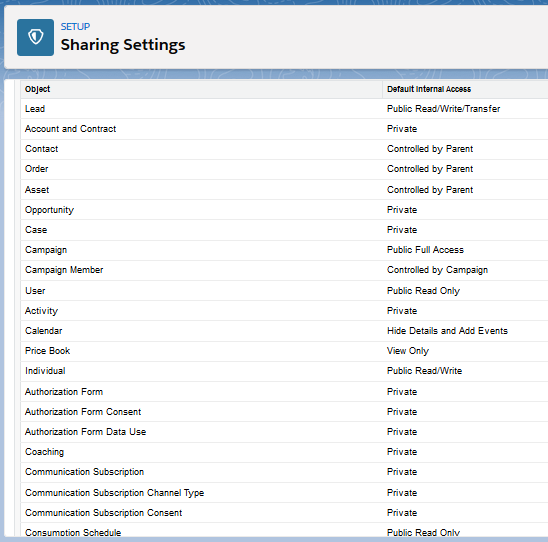 SETUP
Sharing Settings
Object Default Internal Access
Lead Public Read/Write/Transfer
Account and Contract Private
Contact Controlled by Parent
Order Controlled by Parent
Asset Controlled by Parent
Opportunity Private
Case Private
Campaign Public Full Access
Campaign Member Controlled by Campaign
User Public Read Only
Activity Private
Calendar Hide Details and Add Events
Price Book View Only
Individual Public Read/Write
Authorization Form Private
Authorization Form Consent Private
Authorization Form Data Use Private
Coaching Private
Communication Subscription Private
Communication Subscription Channel Type Private
Communication Subscription Consent Private
Consumption Schedule Public Read Only